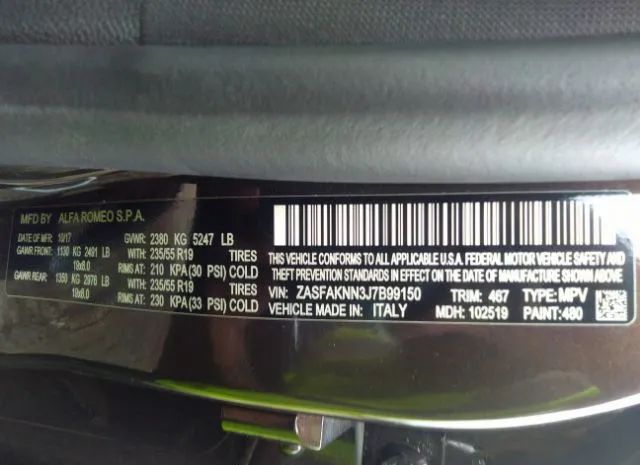 MFD BY ALFA ROMEO S.P.A.
DATE OF MFR: 10/17 GVWR: 2380 KG 5247 LB
GAWR FRONT: 1130 KG 2491 LB WITH: 235/55 R19 TIRES
18x8.0 RIMS AT: 210 KPA (30 PSI) COLD
GAWR REAR: 1350 KG 2976 LB WITH: 235/55 R19 TIRES
18x8.0 RIMS AT: 230 KPA (33 PSI) COLD
THIS VEHICLE CONFORMS TO ALL APPLICABLE U.S.A. FEDERAL MOTOR VEHICLE SAFETY
AND THEFT PREVENTION STANDARDS IN EFFECT ON THE DATE OF MANUFACTURE SHOWN ABOVE.
VIN: ZASFAKNN3J7B99150 TRIM: 467 TYPE: MPV
VEHICLE MADE IN: ITALY MDH: 102519 PAINT: 480